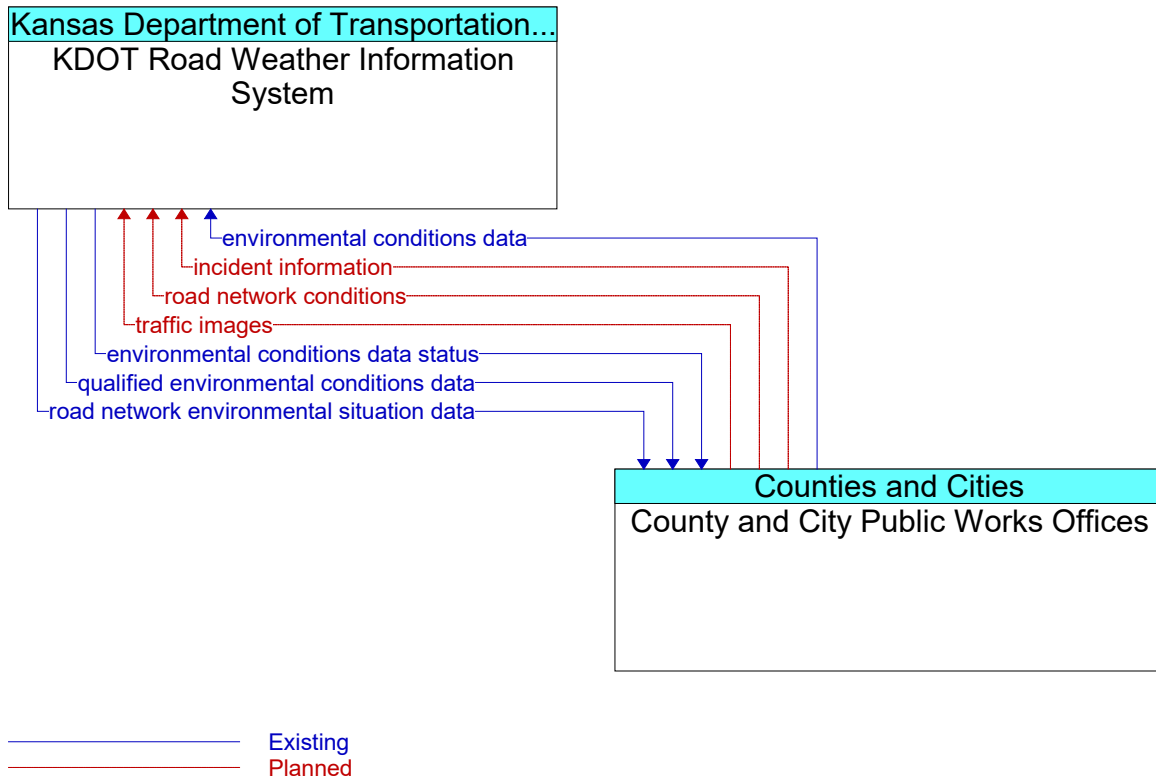 Kansas Department of Transportation...
KDOT Road Weather Information
System
environmental conditions data
incident information
road network conditions
traffic images
environmental conditions data status
qualified environmental conditions data
road network environmental situation data
Counties and Cities
County and City Public Works Offices
Existing
Planned